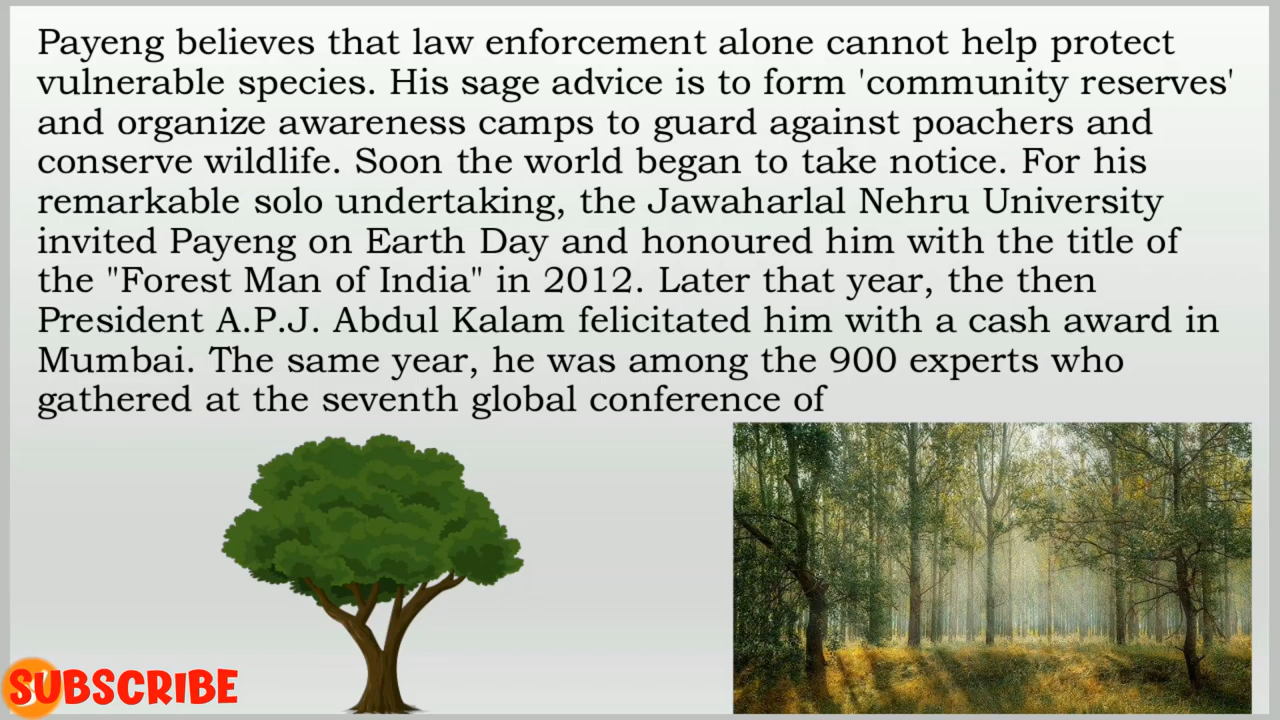 Payeng believes that law enforcement alone cannot help protect
vulnerable species. His sage advice is to form 'community reserves'
and organize awareness camps to guard against poachers and
conserve wildlife. Soon the world began to take notice. For his
remarkable solo undertaking, the Jawaharlal Nehru University
invited Payeng on Earth Day and honoured him with the title of
the "Forest Man of India" in 2012. Later that year, the then
President A.P.J. Abdul Kalam felicitated him with a cash award in
Mumbai. The same year, he was among the 900 experts who
gathered at the seventh global conference of
SUBSCRIBE